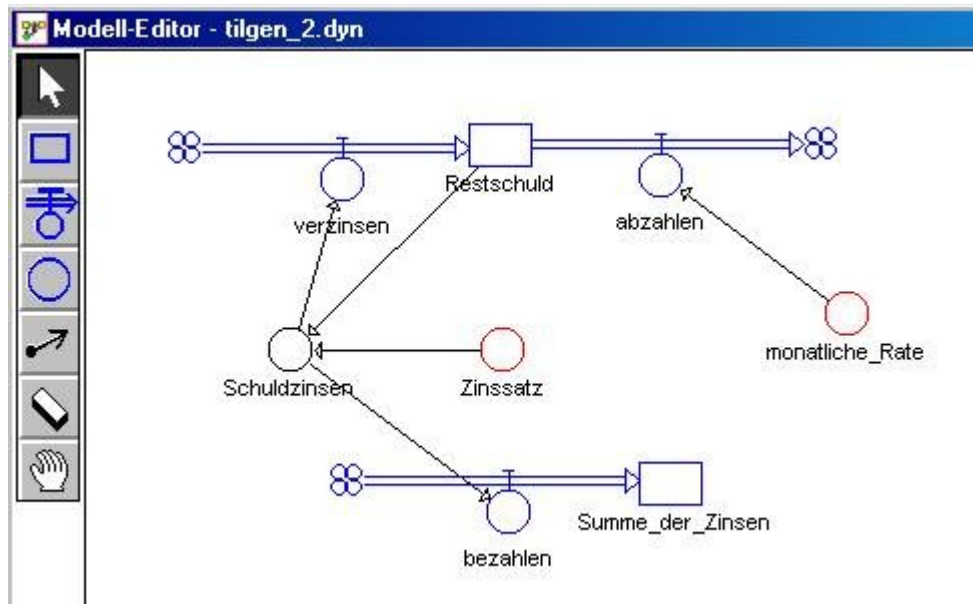 Modell-Editor - tilgen_2.dyn
Restschuld
verzinsen
abzahlen
monatliche_Rate
Schuldzinsen
Zinssatz
Summe_der_Zinsen
bezahlen